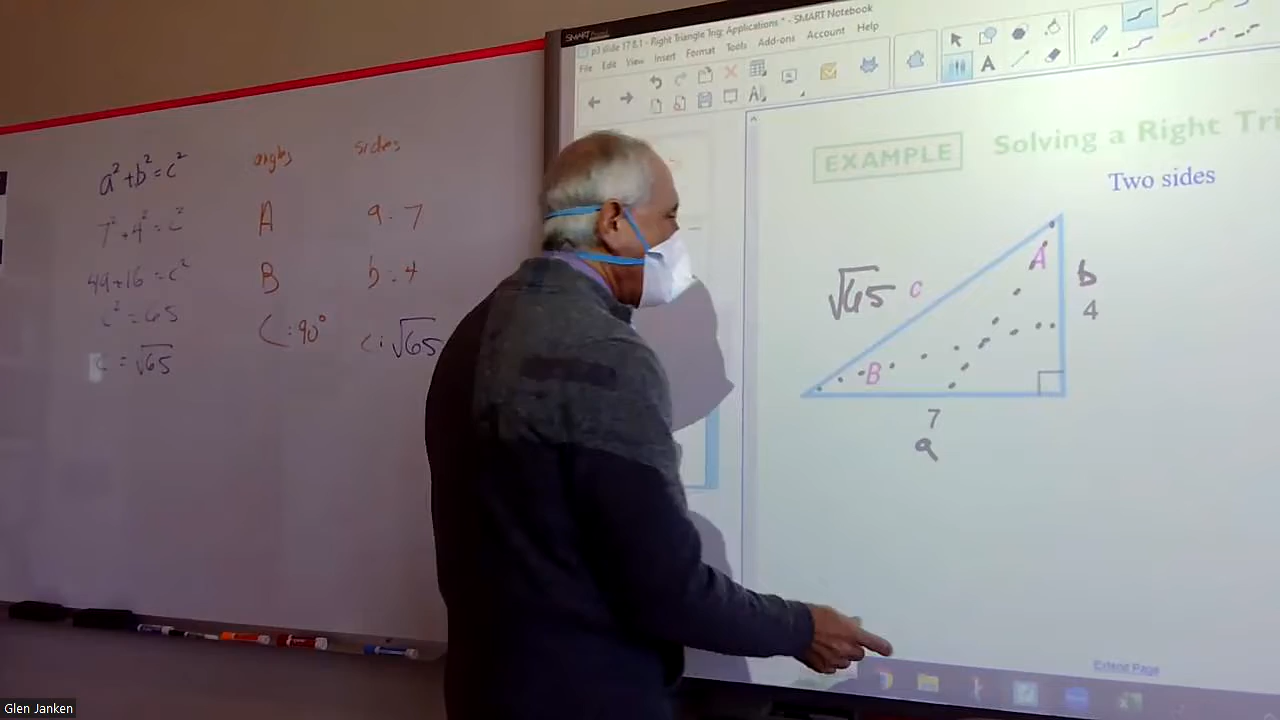 a²+b²=c²
7²+4²=c²
49+16=c²
c²=65
c=√65
angles
A
B
C:90°
sides
a:7
b:4
c:√65
SMART
p3 slide 17 8.1 - Right Triangle Trig; Applications * - SMART Notebook
File Edit View Insert Format Tools Add-ons Account Help
EXAMPLE Solving a Right Tri
Two sides
A
b
4
√65 c
B
7
a
Extend Page
Glen Janken